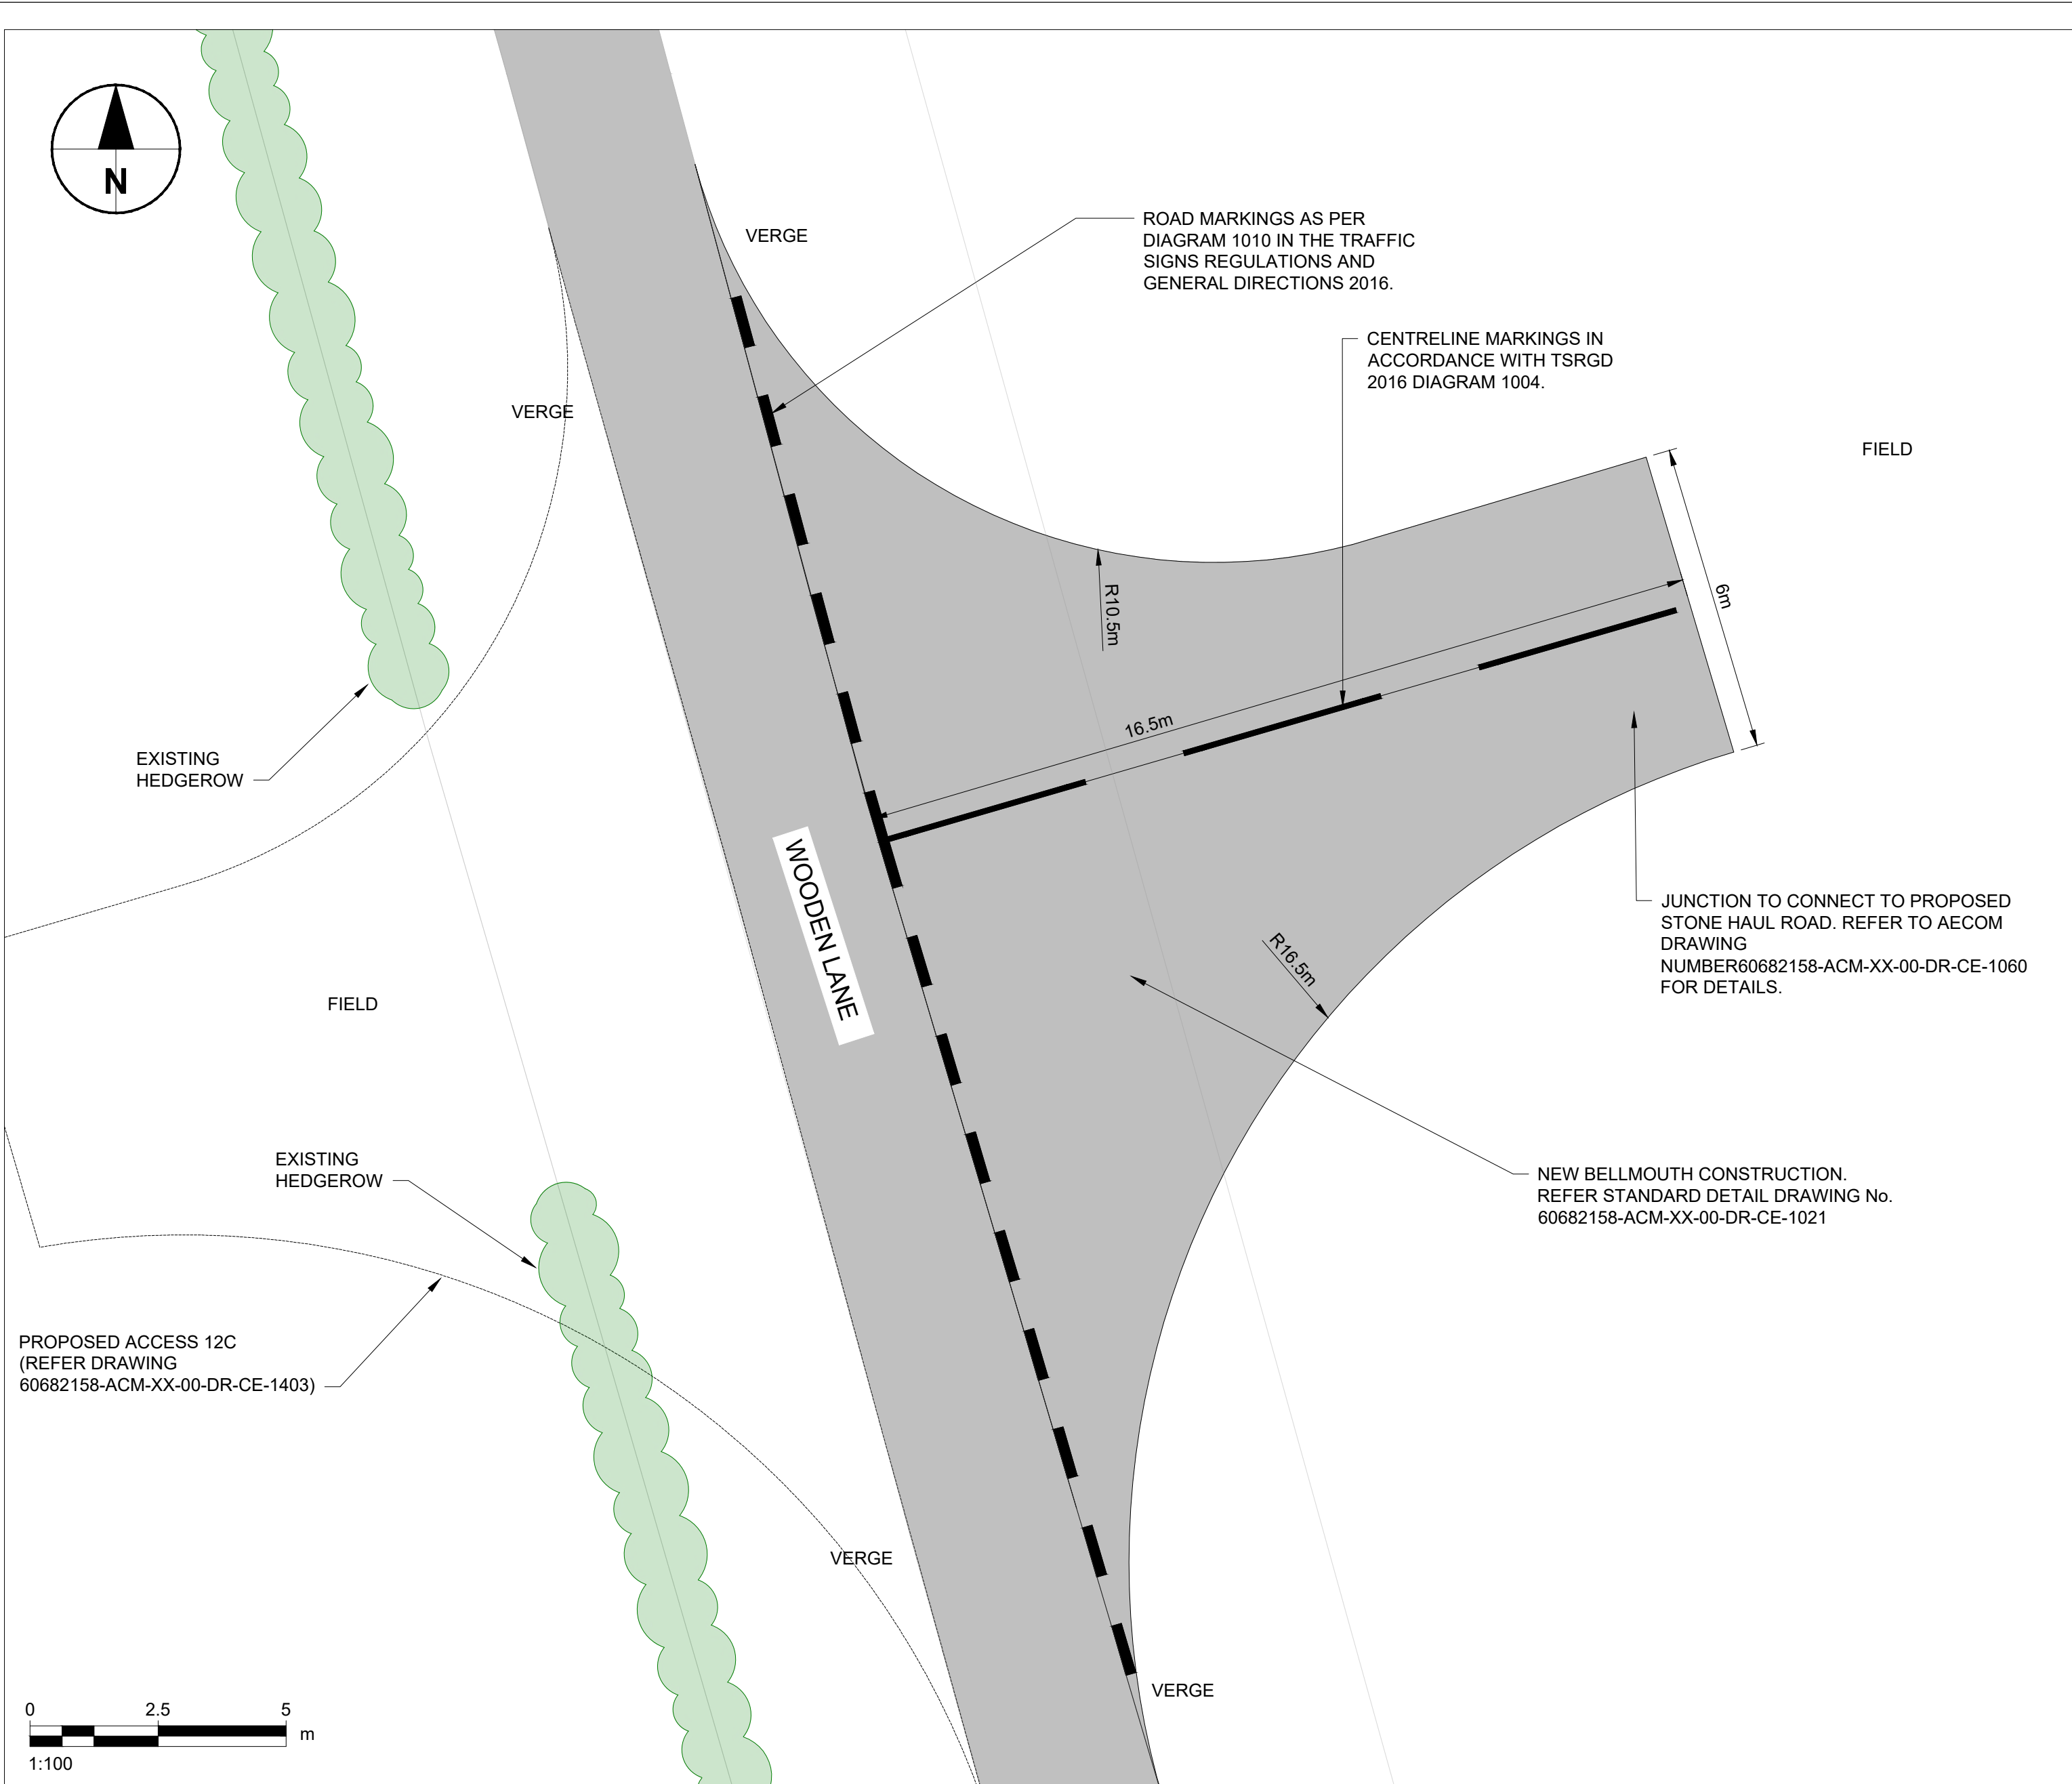 N
VERGE
ROAD MARKINGS AS PER
DIAGRAM 1010 IN THE TRAFFIC
SIGNS REGULATIONS AND
GENERAL DIRECTIONS 2016.
CENTRELINE MARKINGS IN
ACCORDANCE WITH TSRGD
2016 DIAGRAM 1004.
VERGE
FIELD
R10.5m
6m
16.5m
EXISTING
HEDGEROW
WOODEN LANE
JUNCTION TO CONNECT TO PROPOSED
STONE HAUL ROAD. REFER TO AECOM
DRAWING
NUMBER60682158-ACM-XX-00-DR-CE-1060
FOR DETAILS.
R16.5m
FIELD
EXISTING
HEDGEROW
NEW BELLMOUTH CONSTRUCTION.
REFER STANDARD DETAIL DRAWING No.
60682158-ACM-XX-00-DR-CE-1021
PROPOSED ACCESS 12C
(REFER DRAWING
60682158-ACM-XX-00-DR-CE-1403)
VERGE
VERGE
0 2.5 5
m
1:100